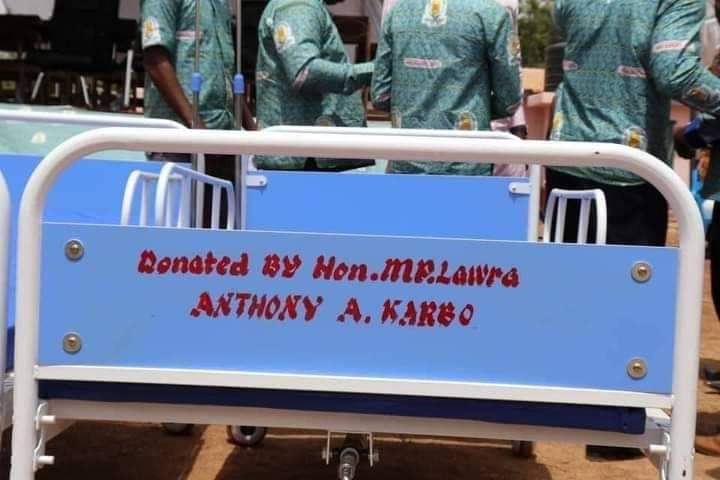 Donated By Hon.MP.Lawra
ANTHONY A. KARBO